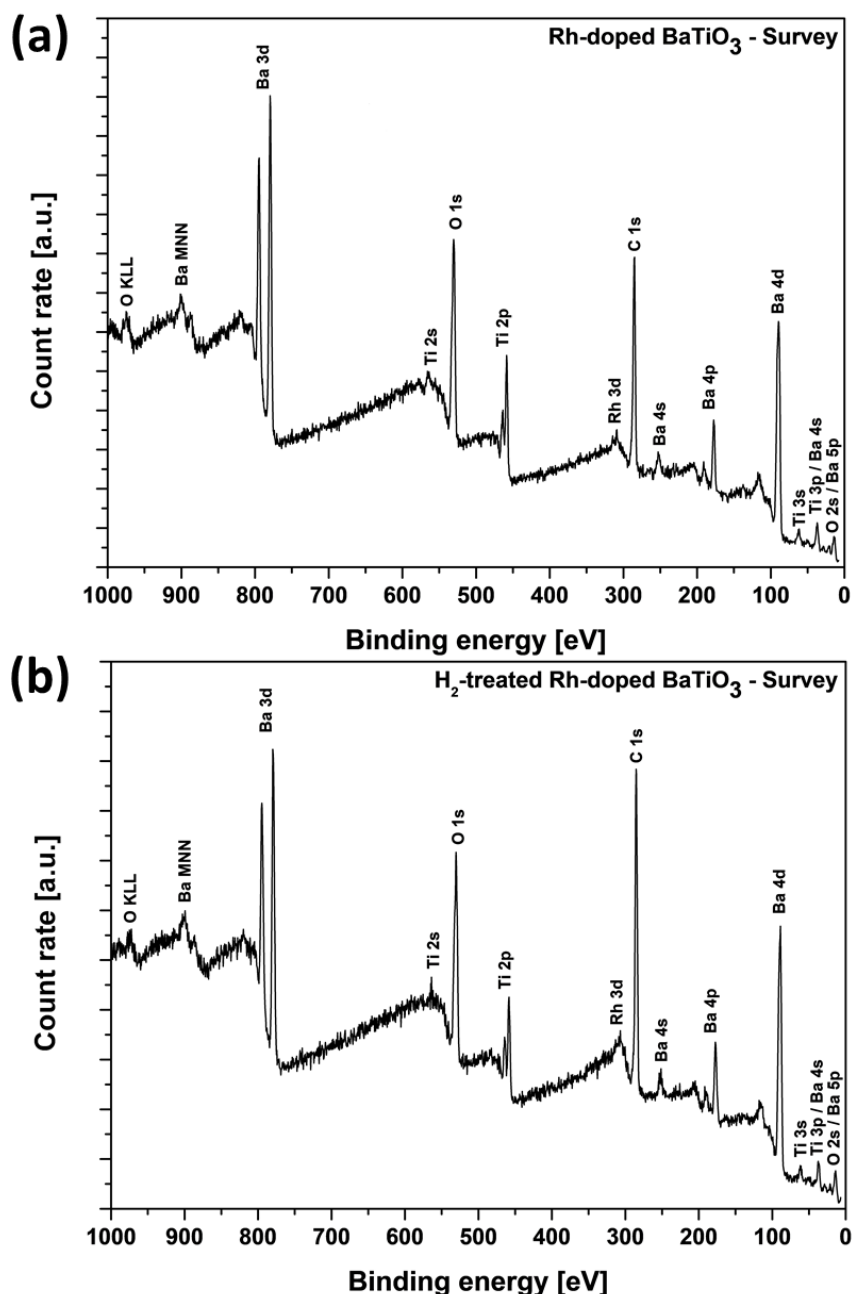 (a)
Rh-doped BaTiO3 - Survey
Count rate [a.u.]
O KLL
Ba MNN
Ba 3d
Ti 2s
O 1s
Ti 2p
Rh 3d
C 1s
Ba 4s
Ba 4p
Ba 4d
Ti 3s
Ti 3p / Ba 4s
O 2s / Ba 5p
1000 900 800 700 600 500 400 300 200 100 0
Binding energy [eV]
(b)
H2-treated Rh-doped BaTiO3 - Survey
Count rate [a.u.]
O KLL
Ba MNN
Ba 3d
Ti 2s
O 1s
Ti 2p
Rh 3d
C 1s
Ba 4s
Ba 4p
Ba 4d
Ti 3s
Ti 3p / Ba 4s
O 2s / Ba 5p
1000 900 800 700 600 500 400 300 200 100 0
Binding energy [eV]